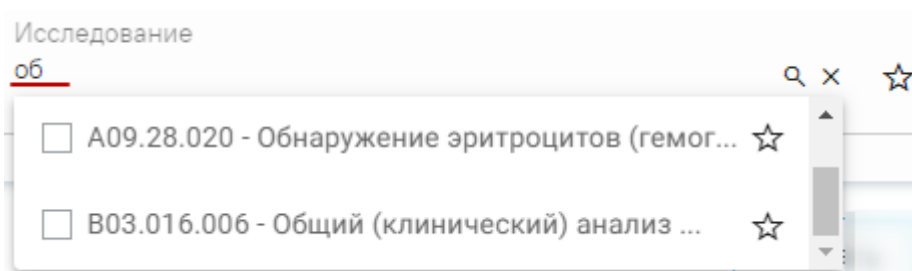 Исследование
об
A09.28.020 - Обнаружение эритроцитов (гемог...
B03.016.006 - Общий (клинический) анализ ...